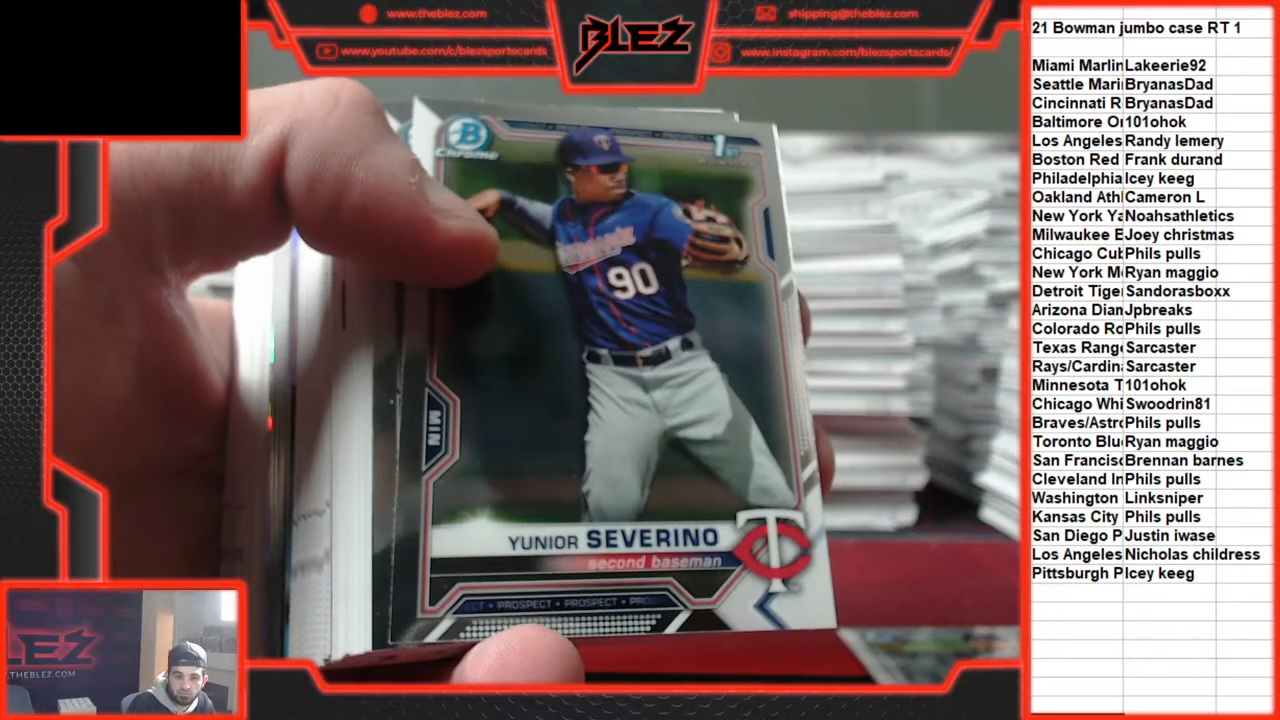 www.theblez.com
www.youtube.com/c/blezsportscards
BLEZ
shipping@theblez.com
www.instagram.com/blezsportscards/
B
Chrome
1ST
90
MIN
YUNIOR SEVERINO
second baseman
PROSPECT • PROSPECT • PRO
T C
LEZ
.THEBLEZ.COM
21 Bowman jumbo case RT 1
Miami Marlin Lakeerie92
Seattle Mari BryanasDad
Cincinnati R BryanasDad
Baltimore O 101ohok
Los Angeles Randy lemery
Boston Red Frank durand
Philadelphia Icey keeg
Oakland Ath Cameron L
New York Ya Noahsathletics
Milwaukee B Joey christmas
Chicago Cub Phils pulls
New York M Ryan maggio
Detroit Tige Sandorasboxx
Arizona Dian Jpbreaks
Colorado Ro Phils pulls
Texas Range Sarcaster
Rays/Cardin Sarcaster
Minnesota T 101ohok
Chicago Whi Swoodrin81
Braves/Astr Phils pulls
Toronto Blu Ryan maggio
San Francisc Brennan barnes
Cleveland In Phils pulls
Washington Linksniper
Kansas City Phils pulls
San Diego P Justin iwase
Los Angeles Nicholas childress
Pittsburgh P Icey keeg